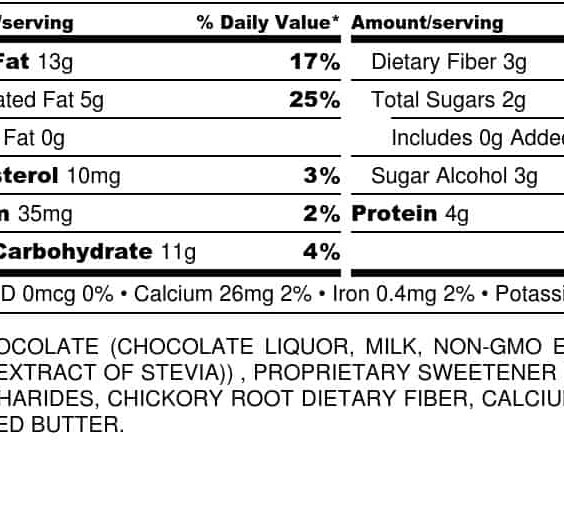 /serving % Daily Value* Amount/serving
Fat 13g 17% Dietary Fiber 3g
ated Fat 5g 25% Total Sugars 2g
Fat 0g Includes 0g Adde
sterol 10mg 3% Sugar Alcohol 3g
n 35mg 2% Protein 4g
Carbohydrate 11g 4%
D 0mcg 0% • Calcium 26mg 2% • Iron 0.4mg 2% • Potassi
OCOLATE (CHOCOLATE LIQUOR, MILK, NON-GMO E
EXTRACT OF STEVIA)) , PROPRIETARY SWEETENER
HARIDES, CHICKORY ROOT DIETARY FIBER, CALCIU
ED BUTTER.